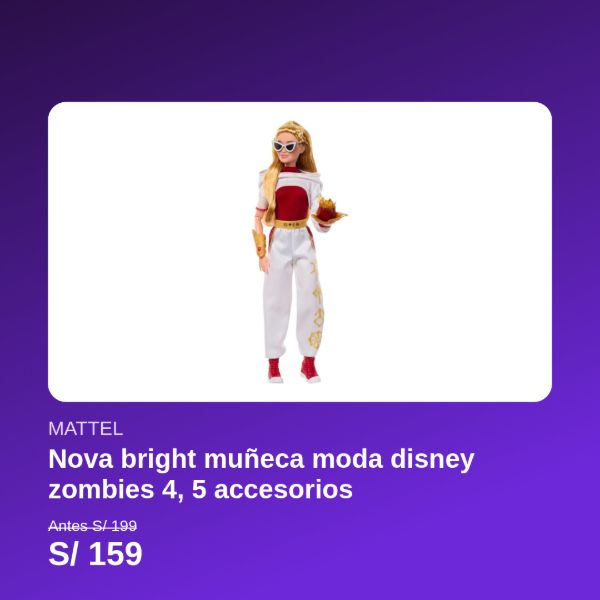 MATTEL
Nova bright muñeca moda disney
zombies 4, 5 accesorios
Antes S/ 199
S/ 159